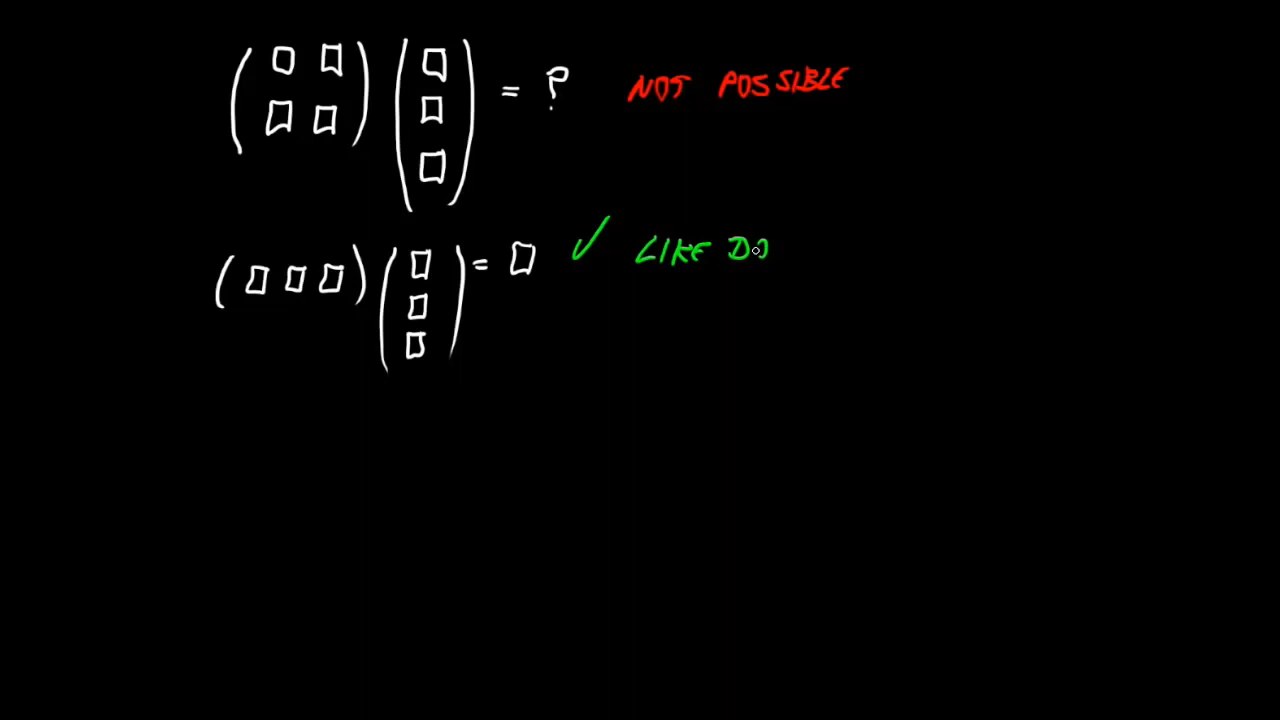 (□ □ □ □) (□ □ □) = ? NOT POSSIBLE
(□ □ □) (□ □ □) = □ ✓ LIKE DO